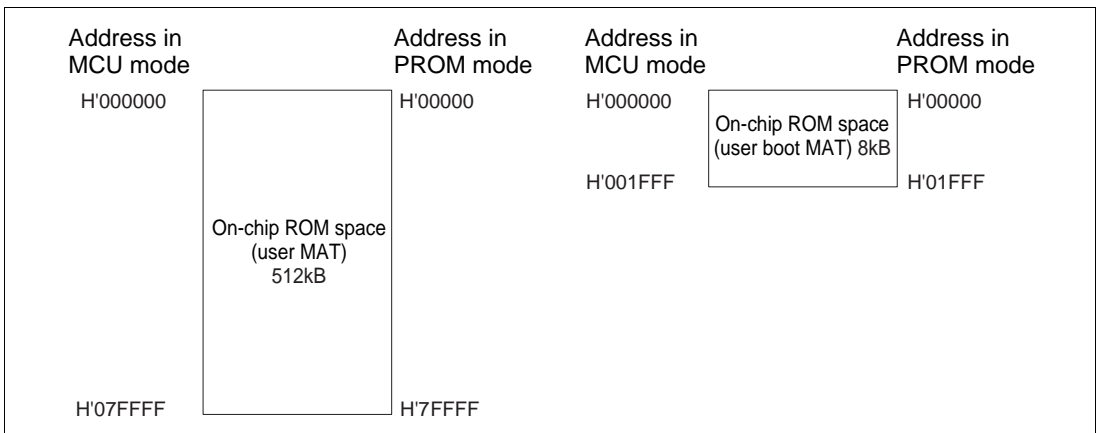 Address in
MCU mode
Address in
PROM mode
H'000000
H'00000
On-chip ROM space
(user MAT)
512kB
H'07FFFF
H'7FFFF
Address in
MCU mode
Address in
PROM mode
H'000000
H'00000
On-chip ROM space
(user boot MAT) 8kB
H'001FFF
H'01FFF